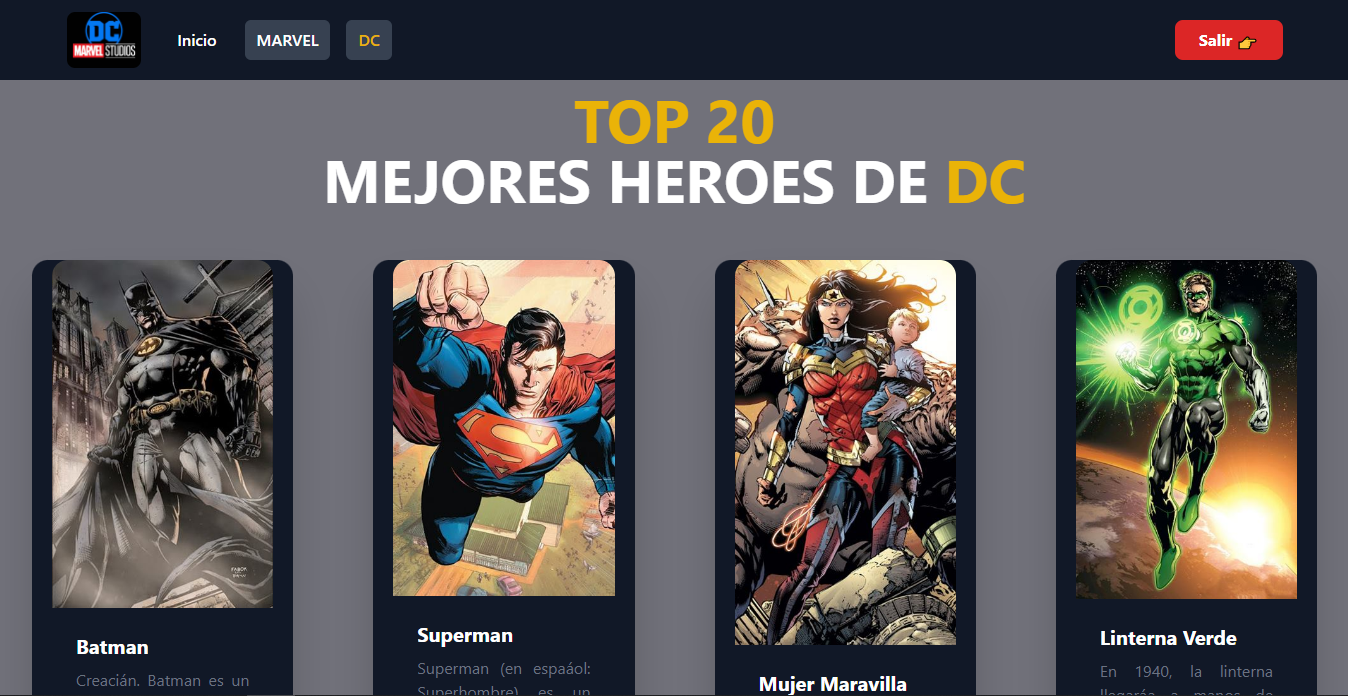 DC
MARVEL STUDIOS
Inicio
MARVEL
DC
Salir 👉
TOP 20
MEJORES HEROES DE DC
Batman
Creacián. Batman es un
Superman
Superman (en espaáol:
Superhombre) es un
Mujer Maravilla
Linterna Verde
En 1940, la linterna
llegaráa a manos de